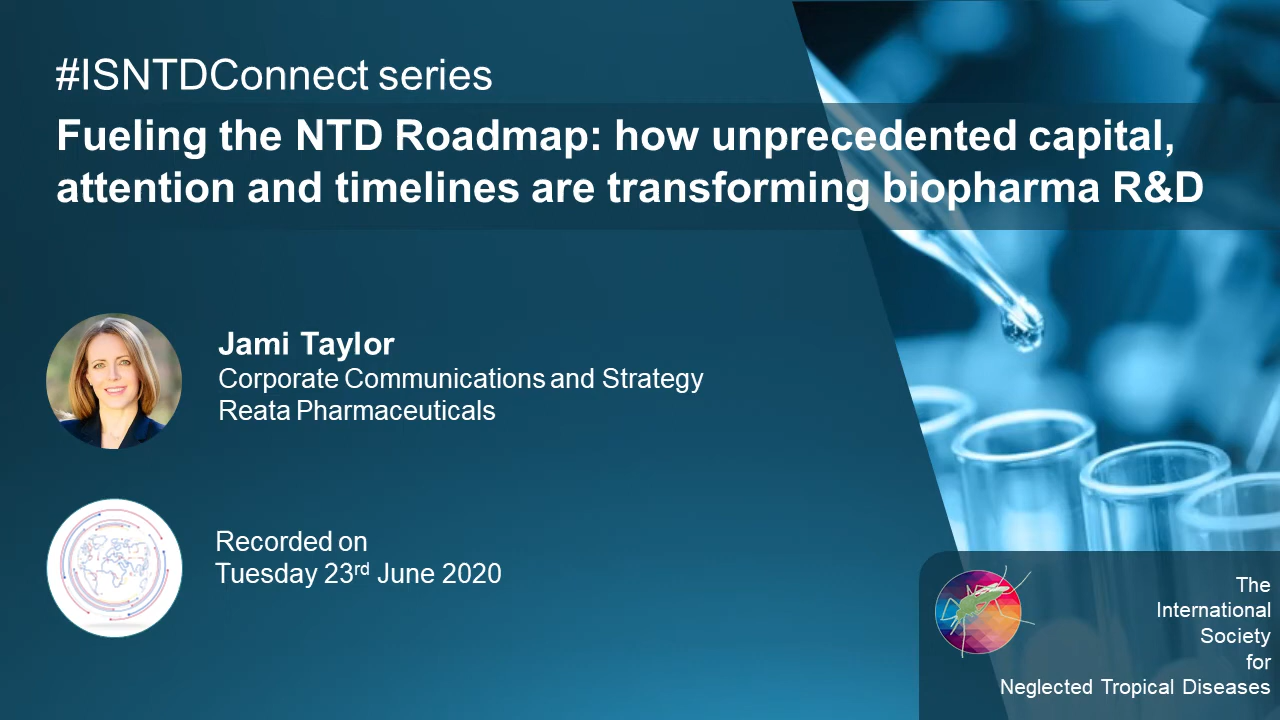 #ISNTDConnect series
Fueling the NTD Roadmap: how unprecedented capital,
attention and timelines are transforming biopharma R&D
Jami Taylor
Corporate Communications and Strategy
Reata Pharmaceuticals
Recorded on
Tuesday 23rd June 2020
The
International
Society
for
Neglected Tropical Diseases